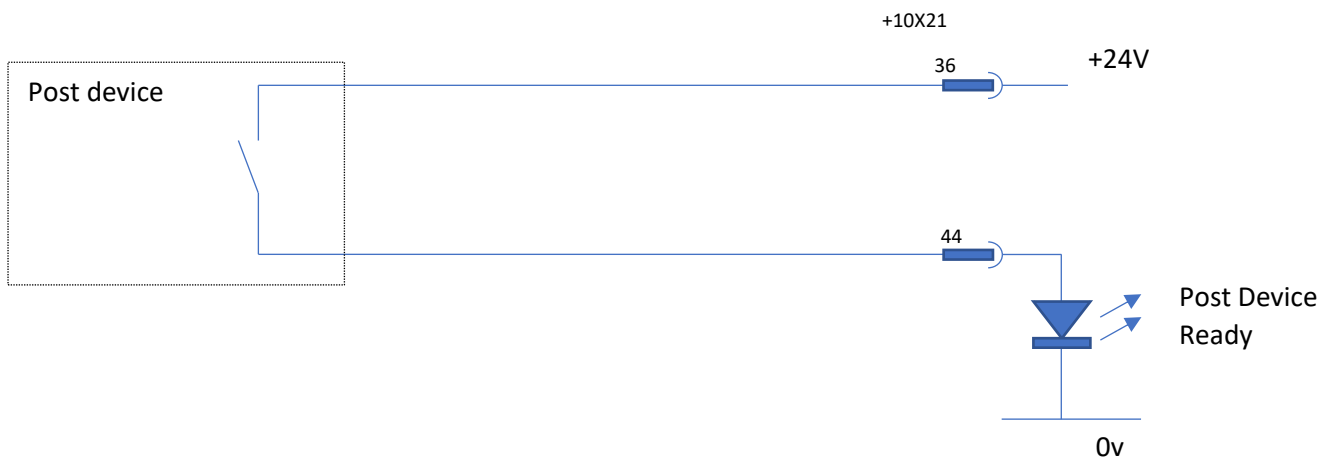 +10X21
36
+24V
Post device
44
Post Device
Ready
0v